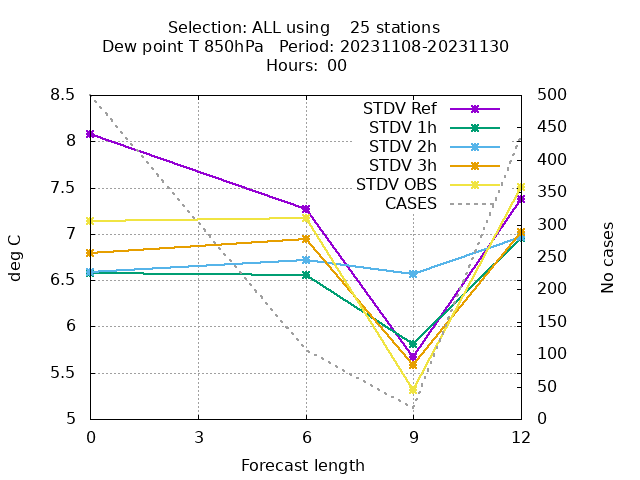 Selection: ALL using    25 stations
Dew point T 850hPa   Period: 20231108-20231130
Hours: 00
8.5
8
7.5
7
6.5
6
5.5
5
deg C
500
450
400
350
300
250
200
150
100
50
0
No cases
STDV Ref
STDV 1h
STDV 2h
STDV 3h
STDV OBS
CASES
0 3 6 9 12
Forecast length